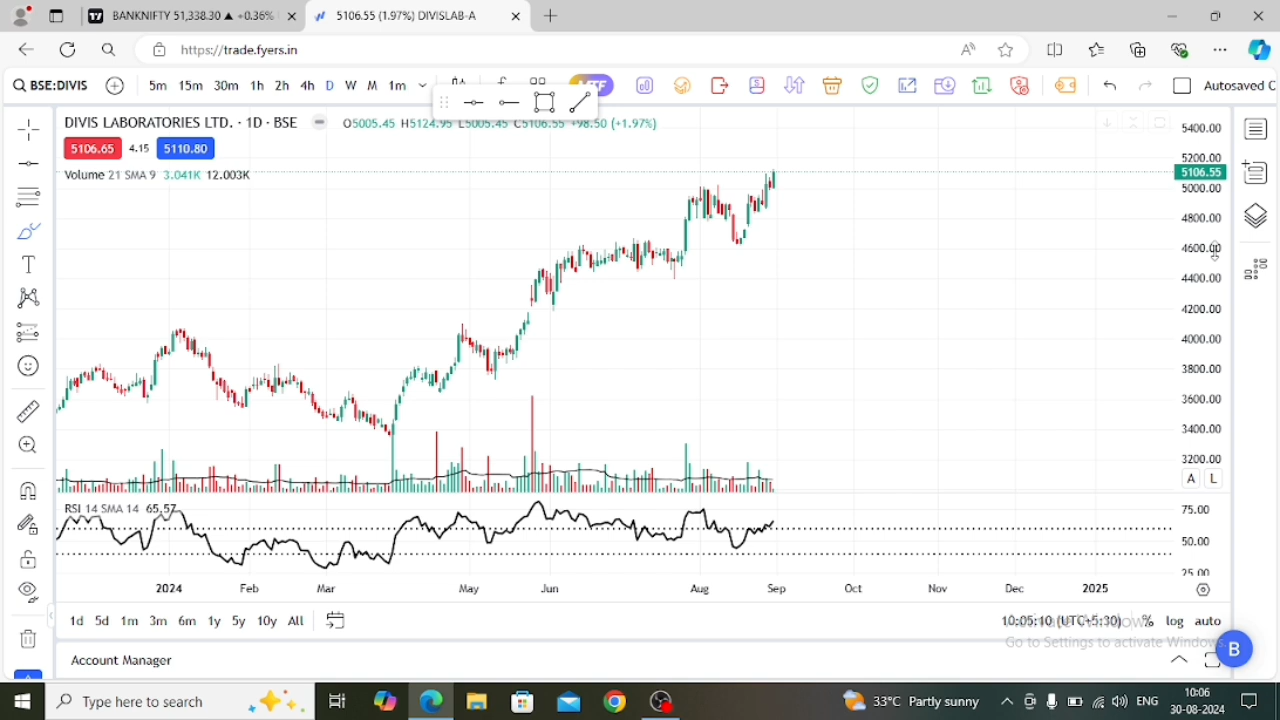 BANKNIFTY 51,338.30 ▲ +0.36%
5106.55 (1.97%) DIVISLAB-A
https://trade.fyers.in
BSE:DIVIS 5m 15m 30m 1h 2h 4h D W M 1m MTF Autosaved
DIVIS LABORATORIES LTD. · 1D · BSE O5005.45 H5124.95 L5005.45 C5106.55 +98.50 (+1.97%)
5106.65 4.15 5110.80
Volume 21 SMA 9 3.041K 12.003K
5400.00
5200.00
5106.55
5000.00
4800.00
4600.00
4400.00
4200.00
4000.00
3800.00
3600.00
3400.00
3200.00
A L
RSI 14 SMA 14 65.57
75.00
50.00
25.00
2024 Feb Mar May Jun Aug Sep Oct Nov Dec 2025
1d 5d 1m 3m 6m 1y 5y 10y All 10:05:10 (UTC+5:30) % log auto
Activate Windows
Go to Settings to activate Windows.
B
Account Manager
Type here to search
33°C Partly sunny
ENG
10:06
30-08-2024